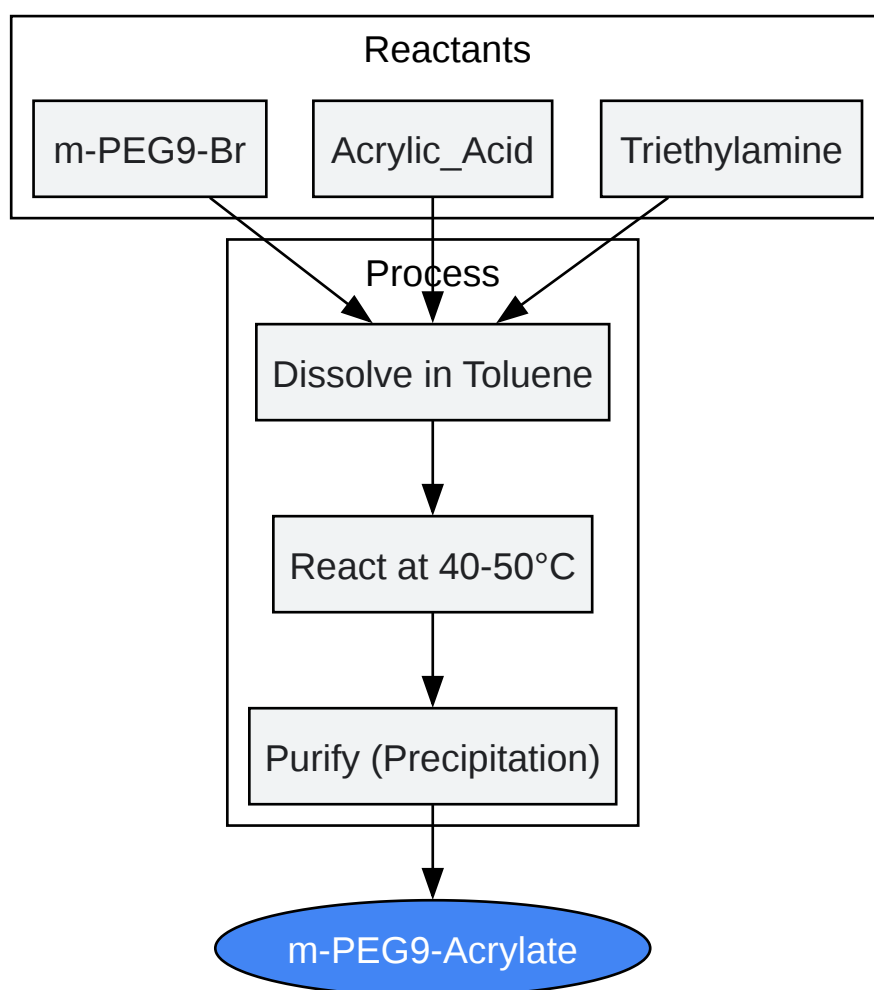 Reactants
m-PEG9-Br
Acrylic_Acid
Triethylamine
Process
Dissolve in Toluene
React at 40-50°C
Purify (Precipitation)
m-PEG9-Acrylate